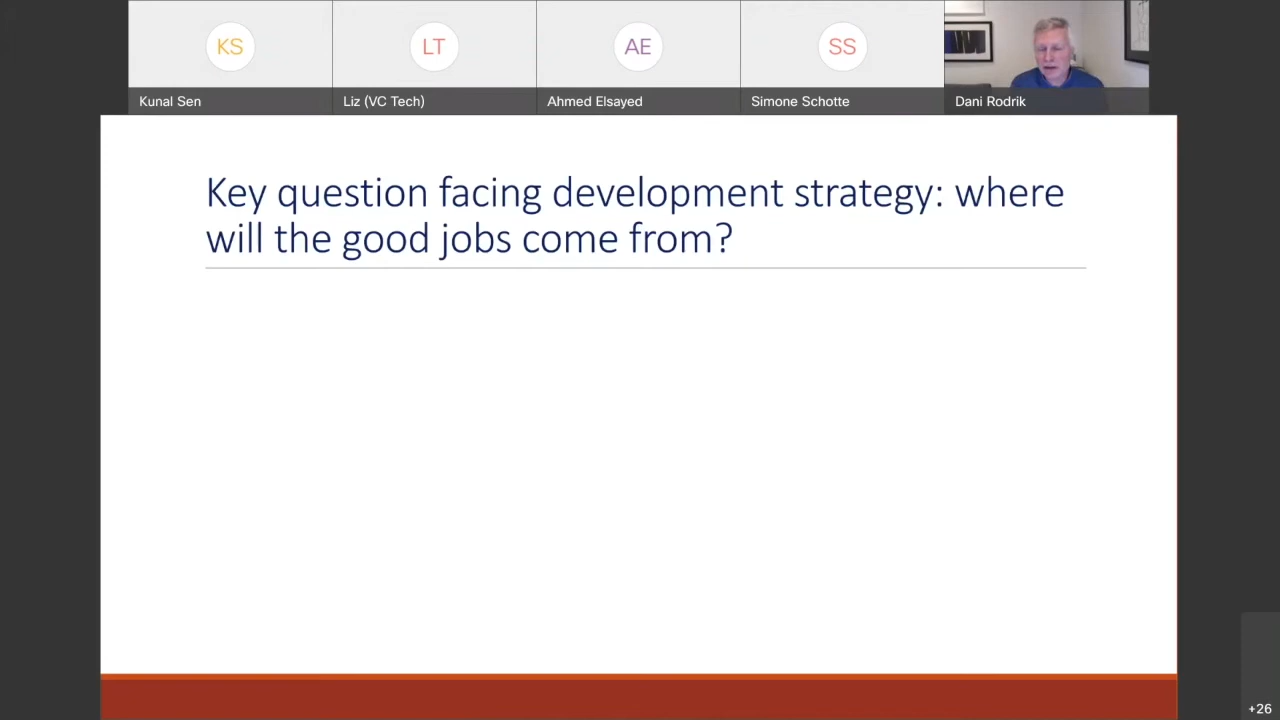 KS
LT
AE
SS
Kunal Sen
Liz (VC Tech)
Ahmed Elsayed
Simone Schotte
Dani Rodrik
Key question facing development strategy: where
will the good jobs come from?
+26